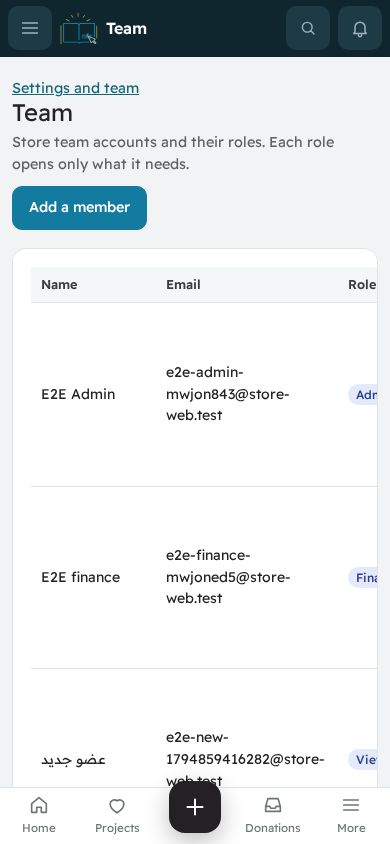 Team
Settings and team
Team
Store team accounts and their roles. Each role
opens only what it needs.
Add a member
Name Email Role
E2E Admin
e2e-admin-
mwjon843@store-
web.test
E2E finance
e2e-finance-
mwjoned5@store-
web.test
عضو جديد
e2e-new-
1794859416282@store-
web.test
Home Projects Donations More